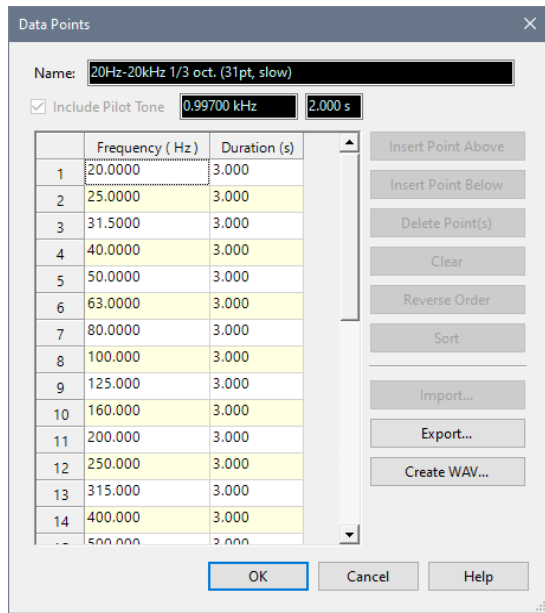 Data Points
Name: 20Hz-20kHz 1/3 oct. (31pt, slow)
Include Pilot Tone 0.99700 kHz 2.000 s
Frequency ( Hz ) Duration (s)
1 20.0000 3.000
2 25.0000 3.000
3 31.5000 3.000
4 40.0000 3.000
5 50.0000 3.000
6 63.0000 3.000
7 80.0000 3.000
8 100.000 3.000
9 125.000 3.000
10 160.000 3.000
11 200.000 3.000
12 250.000 3.000
13 315.000 3.000
14 400.000 3.000
500.000 3.000
Insert Point Above
Insert Point Below
Delete Point(s)
Clear
Reverse Order
Sort
Import...
Export...
Create WAV...
OK Cancel Help